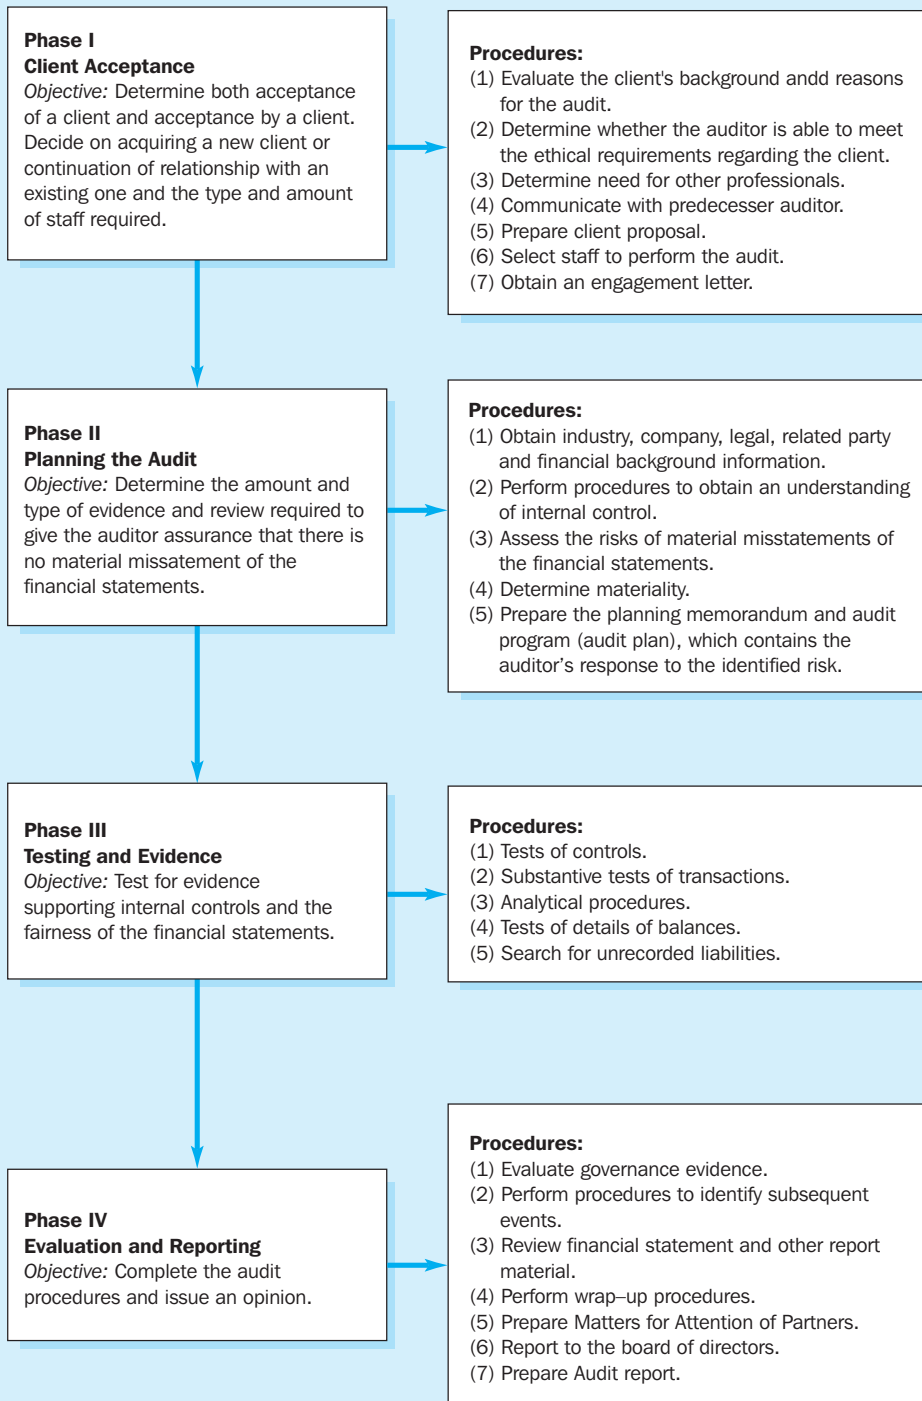 Phase I
Client Acceptance
Objective: Determine both acceptance
of a client and acceptance by a client.
Decide on acquiring a new client or
continuation of relationship with an
existing one and the type and amount
of staff required.
Procedures:
(1) Evaluate the client's background andd reasons
for the audit.
(2) Determine whether the auditor is able to meet
the ethical requirements regarding the client.
(3) Determine need for other professionals.
(4) Communicate with predecesser auditor.
(5) Prepare client proposal.
(6) Select staff to perform the audit.
(7) Obtain an engagement letter.
Phase II
Planning the Audit
Objective: Determine the amount and
type of evidence and review required to
give the auditor assurance that there is
no material missatement of the
financial statements.
Procedures:
(1) Obtain industry, company, legal, related party
and financial background information.
(2) Perform procedures to obtain an understanding
of internal control.
(3) Assess the risks of material misstatements of
the financial statements.
(4) Determine materiality.
(5) Prepare the planning memorandum and audit
program (audit plan), which contains the
auditor's response to the identified risk.
Phase III
Testing and Evidence
Objective: Test for evidence
supporting internal controls and the
fairness of the financial statements.
Procedures:
(1) Tests of controls.
(2) Substantive tests of transactions.
(3) Analytical procedures.
(4) Tests of details of balances.
(5) Search for unrecorded liabilities.
Phase IV
Evaluation and Reporting
Objective: Complete the audit
procedures and issue an opinion.
Procedures:
(1) Evaluate governance evidence.
(2) Perform procedures to identify subsequent
events.
(3) Review financial statement and other report
material.
(4) Perform wrap–up procedures.
(5) Prepare Matters for Attention of Partners.
(6) Report to the board of directors.
(7) Prepare Audit report.